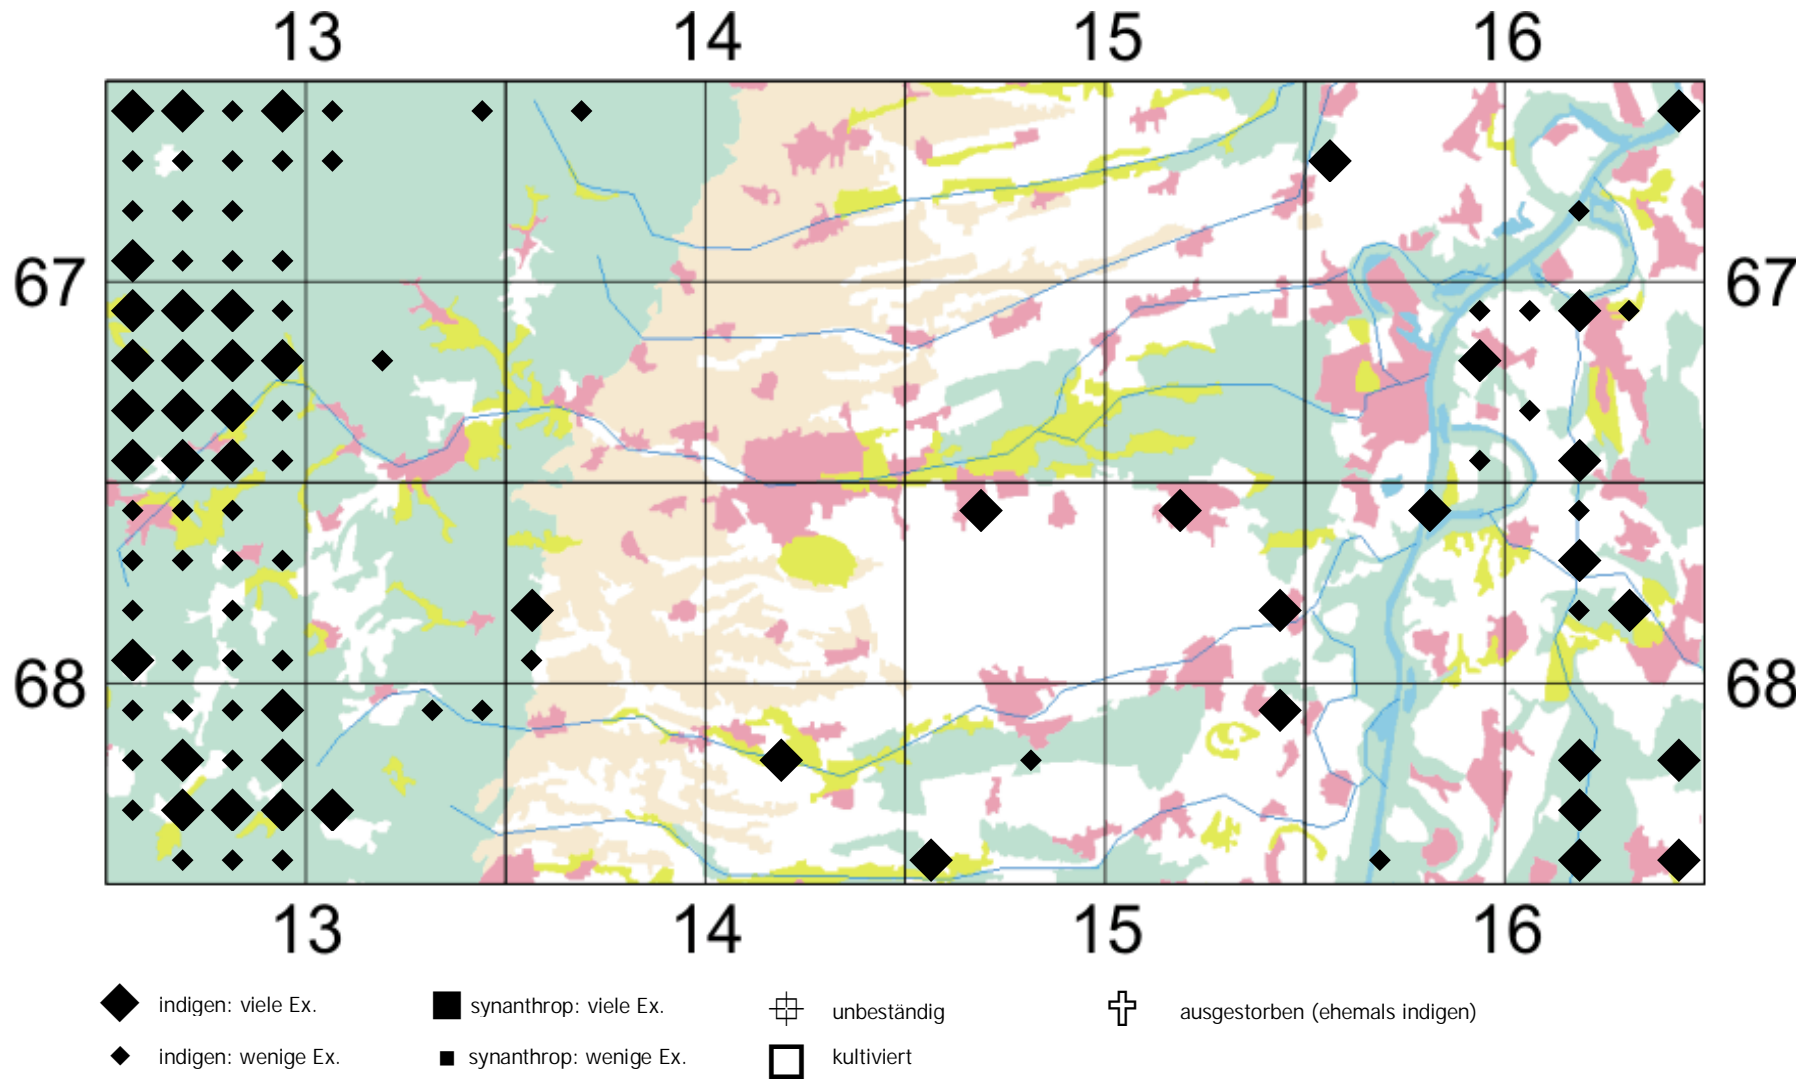 13 14 15 16
67 67
68 68
13 14 15 16
indigen: viele Ex. synanthrop: viele Ex. unbeständig ausgestorben (ehemals indigen)
indigen: wenige Ex. synanthrop: wenige Ex. kultiviert